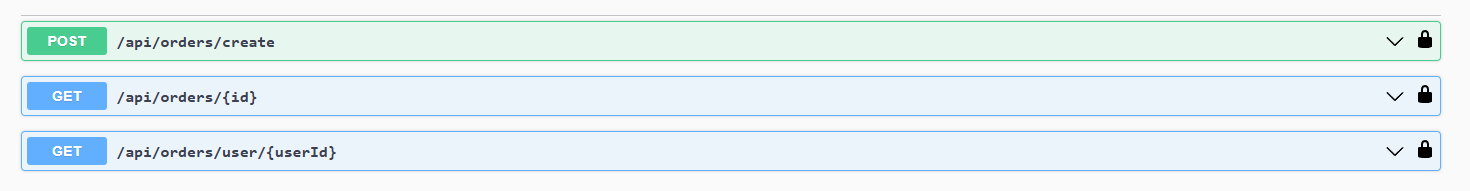 POST /api/orders/create
GET /api/orders/{id}
GET /api/orders/user/{userId}